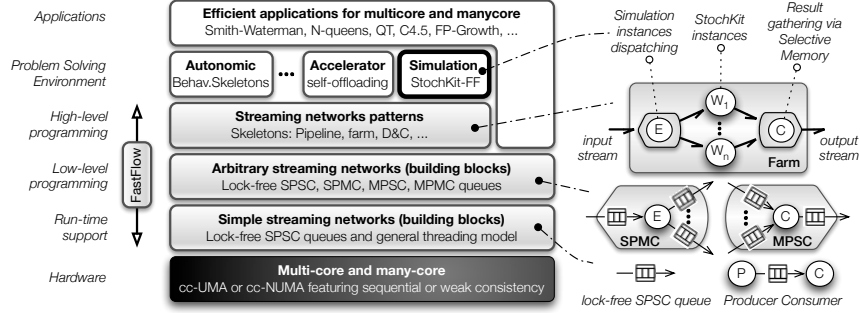 Applications
Efficient applications for multicore and manycore
Smith-Waterman, N-queens, QT, C4.5, FP-Growth, ...
Problem Solving
Environment
Autonomic
Behav.Skeletons
...
Accelerator
self-offloading
Simulation
StochKit-FF
High-level
programming
Streaming networks patterns
Skeletons: Pipeline, farm, D&C, ...
FastFlow
Low-level
programming
Arbitrary streaming networks (building blocks)
Lock-free SPSC, SPMC, MPSC, MPMC queues
Run-time
support
Simple streaming networks (building blocks)
Lock-free SPSC queues and general threading model
Hardware
Multi-core and many-core
cc-UMA or cc-NUMA featuring sequential or weak consistency
Simulation
instances
dispatching
StochKit
instances
Result
gathering via
Selective
Memory
E
W1
Wn
C
input
stream
Farm
output
stream
E
SPMC
C
MPSC
P
C
lock-free SPSC queue
Producer Consumer